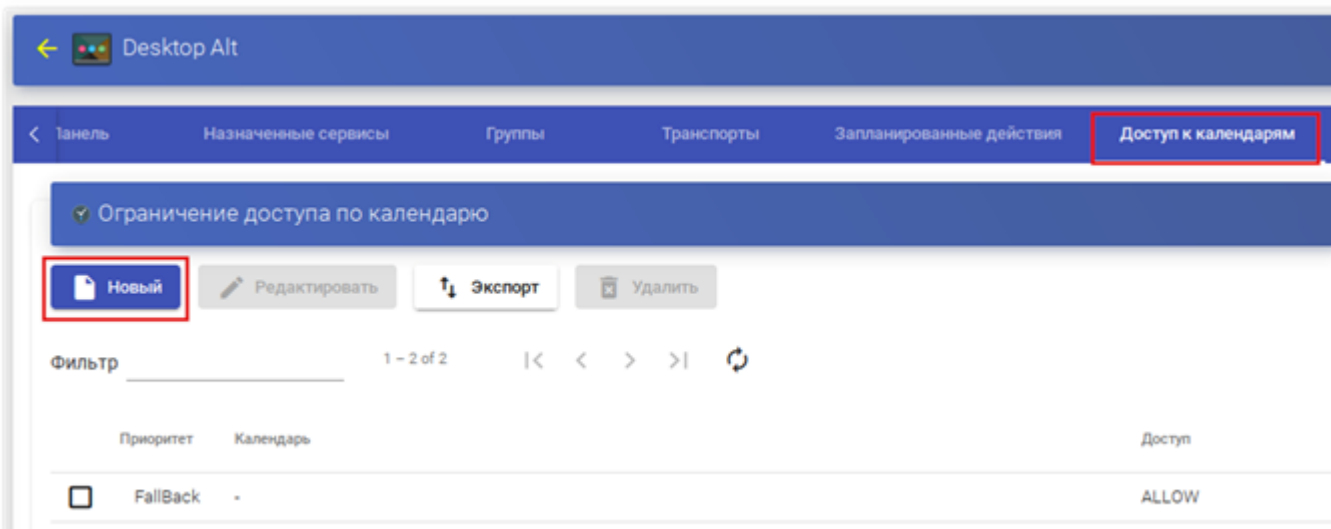 Desktop Alt
Панель Назначенные сервисы Группы Транспорты Запланированные действия Доступ к календарям
Ограничение доступа по календарю
Новый Редактировать Экспорт Удалить
Фильтр 1 – 2 of 2
Приоритет Календарь Доступ
FallBack - ALLOW